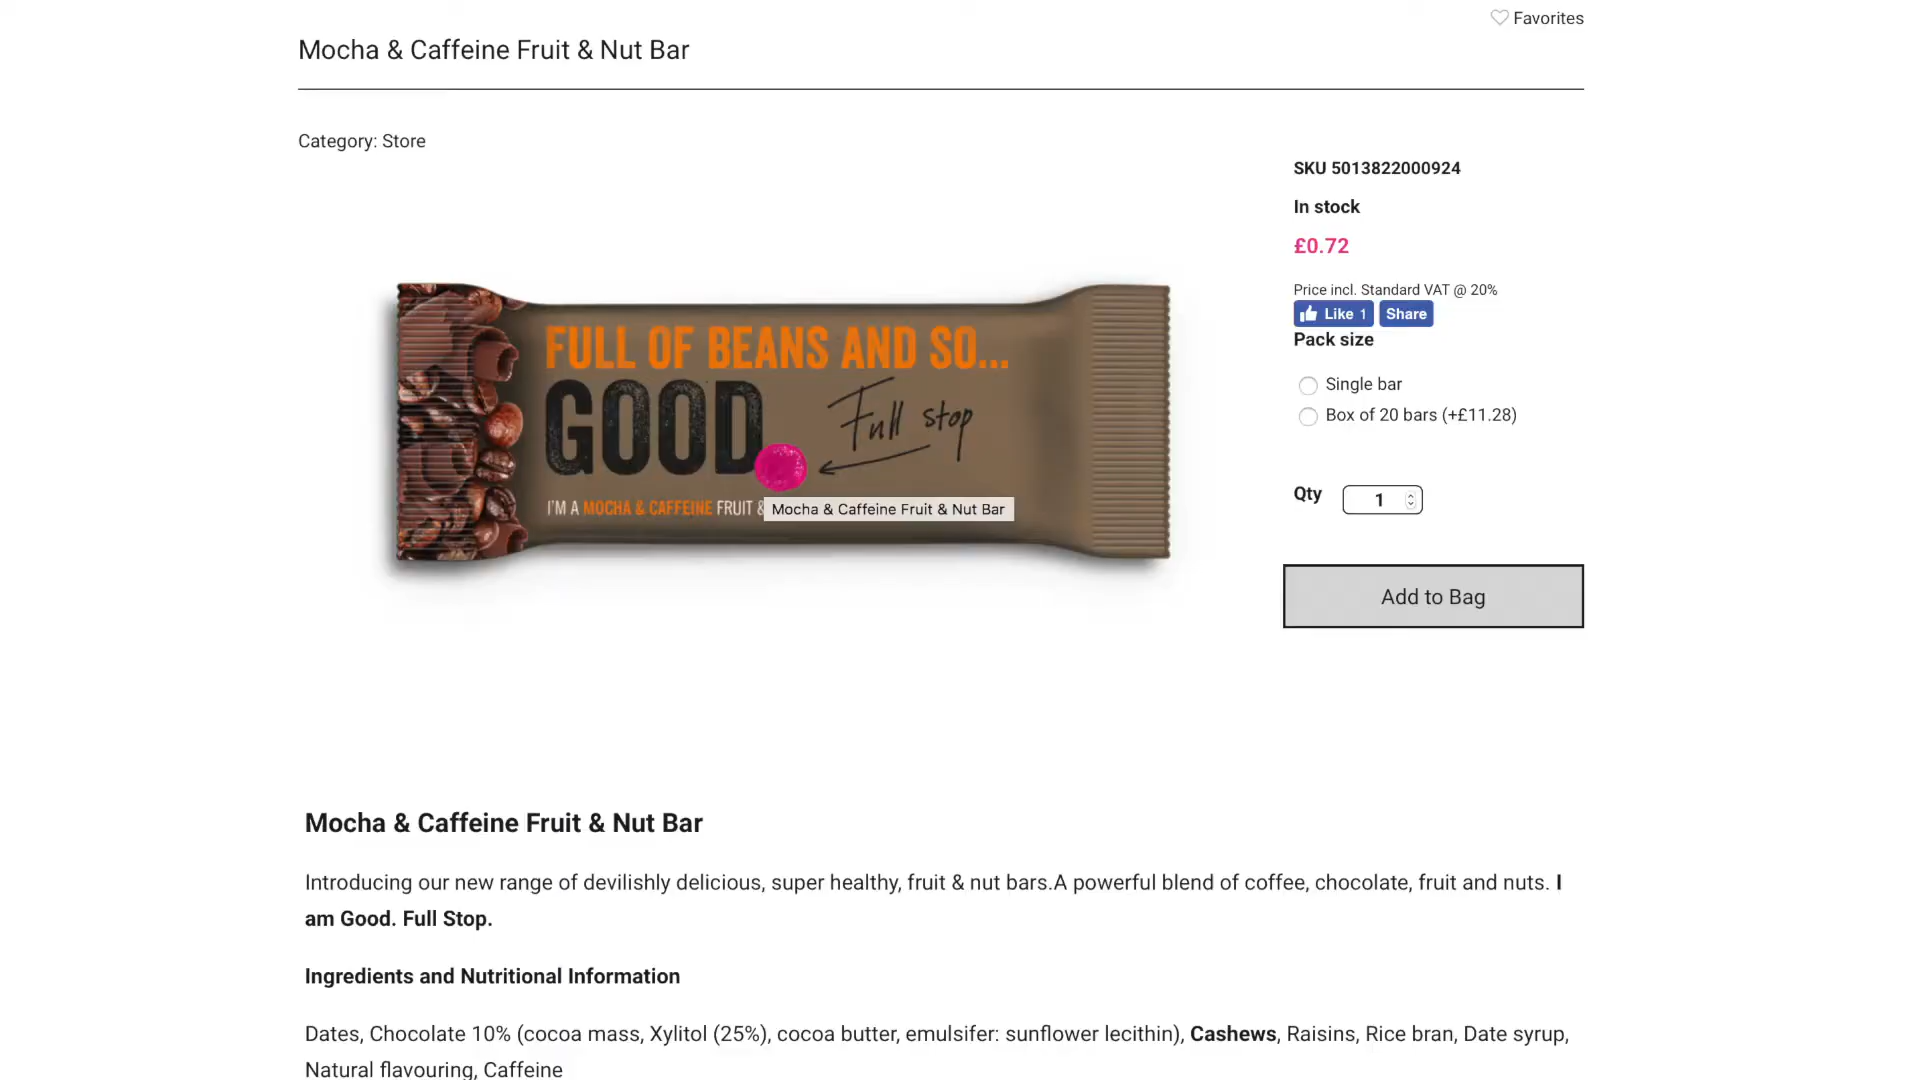 Favorites
Mocha & Caffeine Fruit & Nut Bar
Category: Store
SKU 5013822000924
In stock
£0.72
Price incl. Standard VAT @ 20%
Like 1 Share
Pack size
Single bar
Box of 20 bars (+£11.28)
Qty 1
Add to Bag
FULL OF BEANS AND SO...
GOOD
Full stop
I'M A MOCHA & CAFFEINE FRUIT &
Mocha & Caffeine Fruit & Nut Bar
Mocha & Caffeine Fruit & Nut Bar
Introducing our new range of devilishly delicious, super healthy, fruit & nut bars.A powerful blend of coffee, chocolate, fruit and nuts. I
am Good. Full Stop.
Ingredients and Nutritional Information
Dates, Chocolate 10% (cocoa mass, Xylitol (25%), cocoa butter, emulsifer: sunflower lecithin), Cashews, Raisins, Rice bran, Date syrup,
Natural flavouring, Caffeine